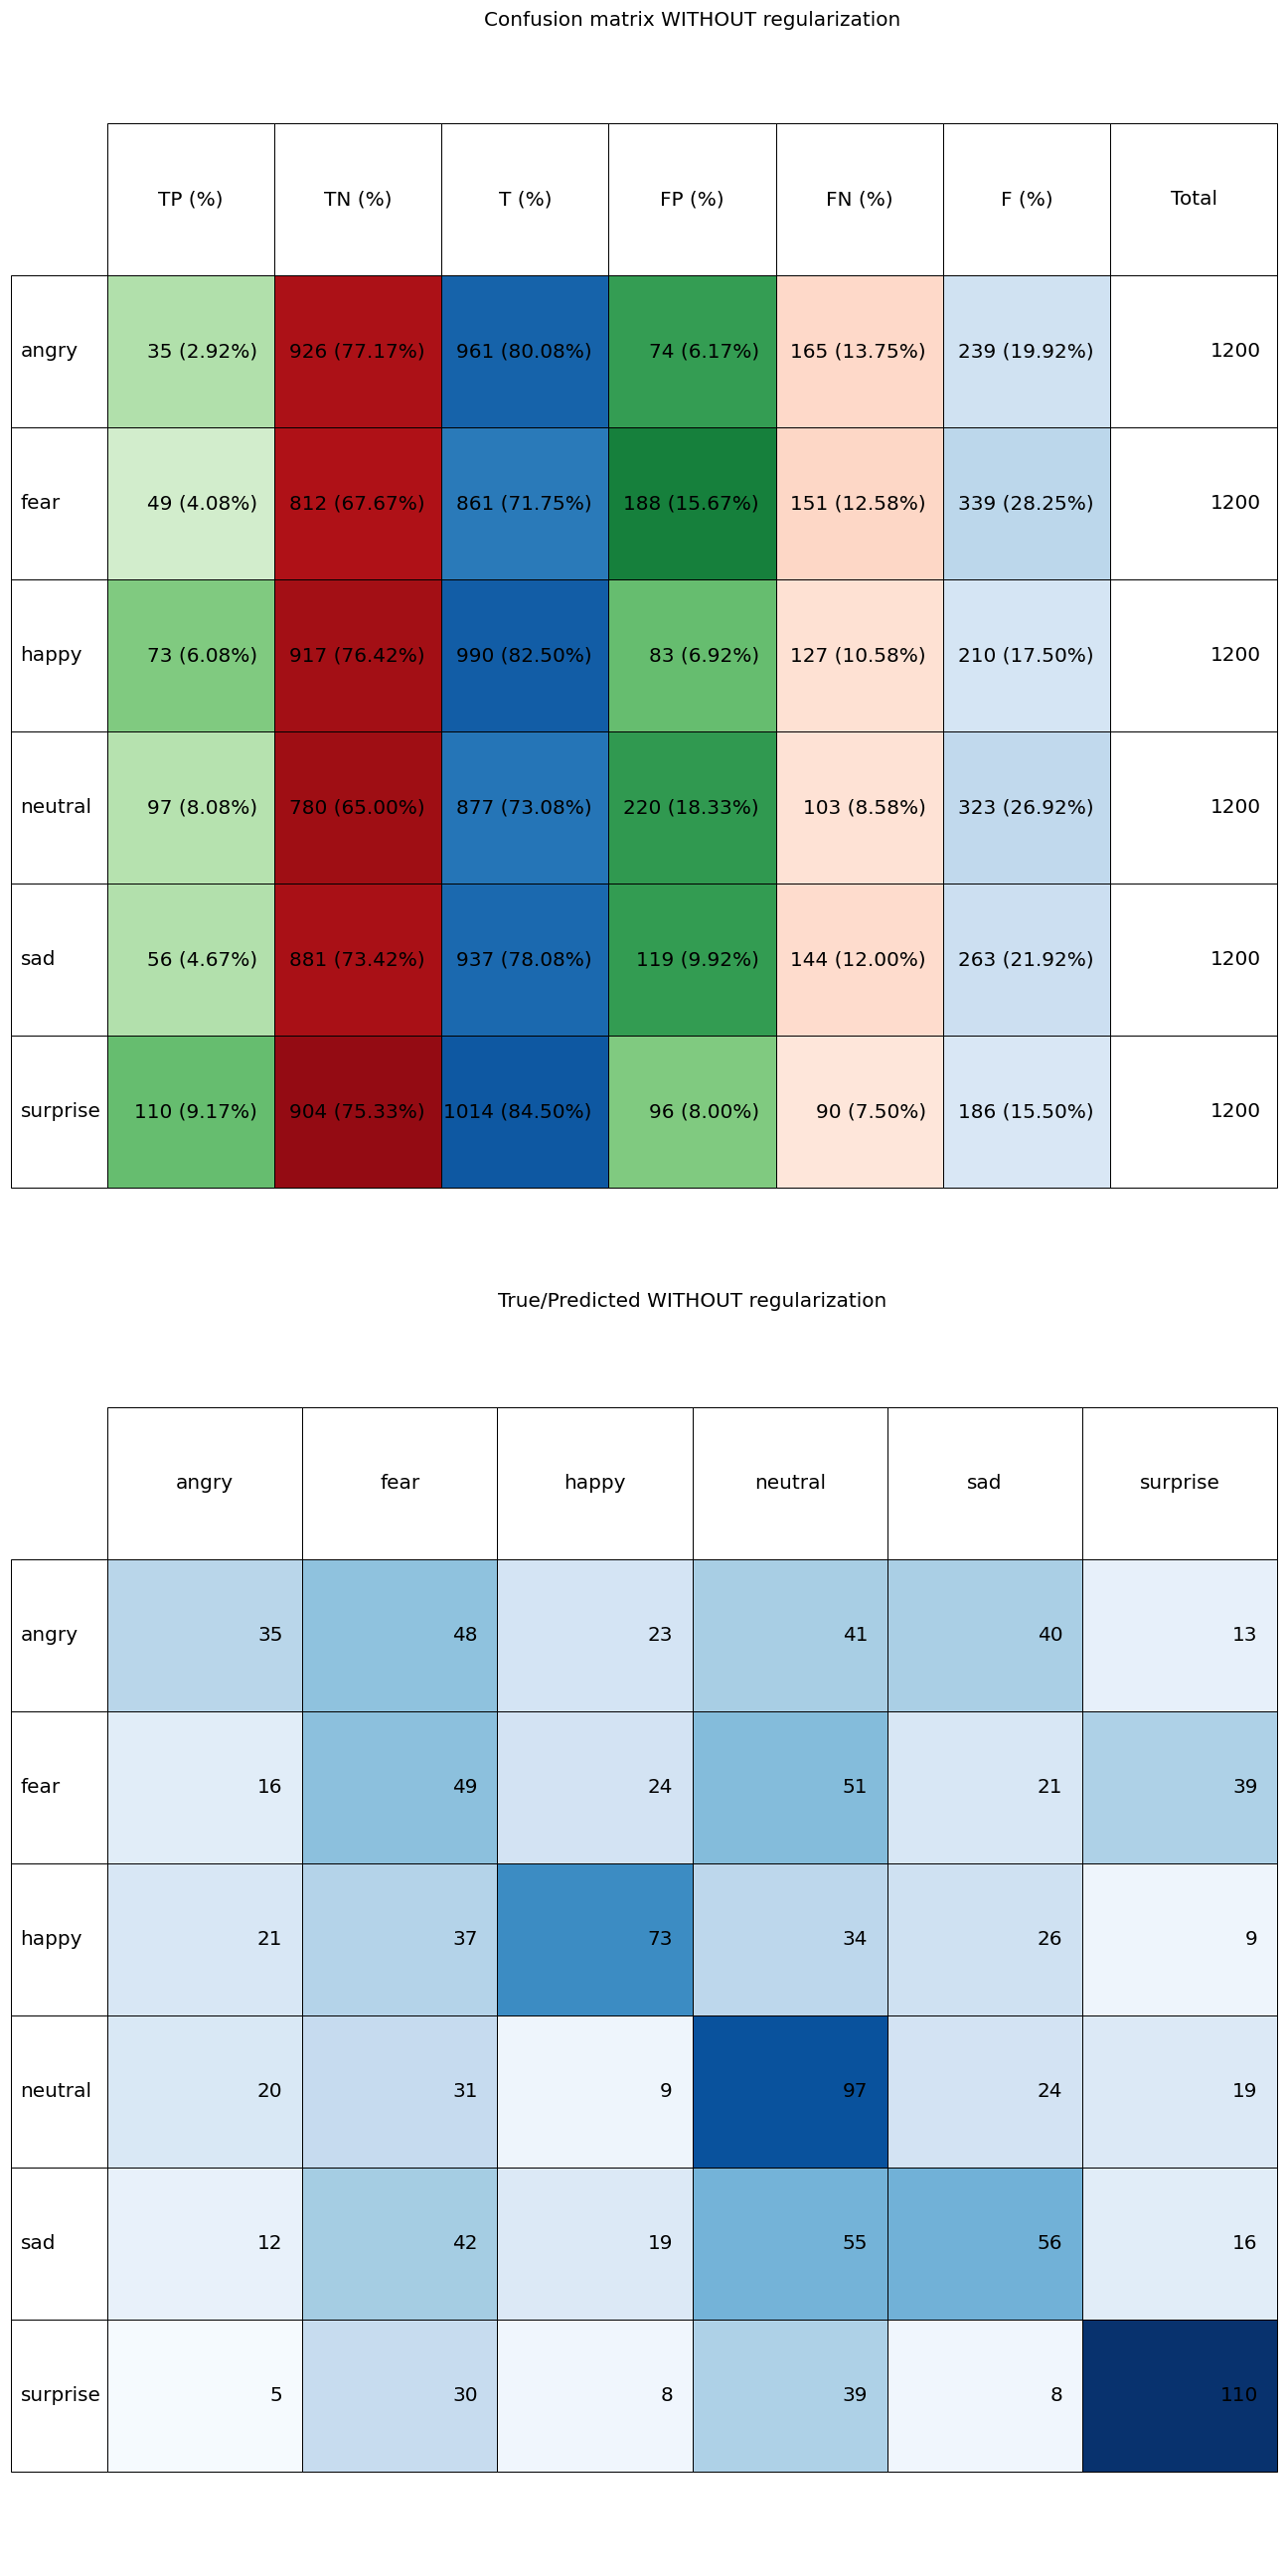 Confusion matrix WITHOUT regularization
TP (%) TN (%) T (%) FP (%) FN (%) F (%) Total
angry 35 (2.92%) 926 (77.17%) 961 (80.08%) 74 (6.17%) 165 (13.75%) 239 (19.92%) 1200
fear 49 (4.08%) 812 (67.67%) 861 (71.75%) 188 (15.67%) 151 (12.58%) 339 (28.25%) 1200
happy 73 (6.08%) 917 (76.42%) 990 (82.50%) 83 (6.92%) 127 (10.58%) 210 (17.50%) 1200
neutral 97 (8.08%) 780 (65.00%) 877 (73.08%) 220 (18.33%) 103 (8.58%) 323 (26.92%) 1200
sad 56 (4.67%) 881 (73.42%) 937 (78.08%) 119 (9.92%) 144 (12.00%) 263 (21.92%) 1200
surprise 110 (9.17%) 904 (75.33%) 1014 (84.50%) 96 (8.00%) 90 (7.50%) 186 (15.50%) 1200
True/Predicted WITHOUT regularization
angry fear happy neutral sad surprise
angry 35 48 23 41 40 13
fear 16 49 24 51 21 39
happy 21 37 73 34 26 9
neutral 20 31 9 97 24 19
sad 12 42 19 55 56 16
surprise 5 30 8 39 8 110